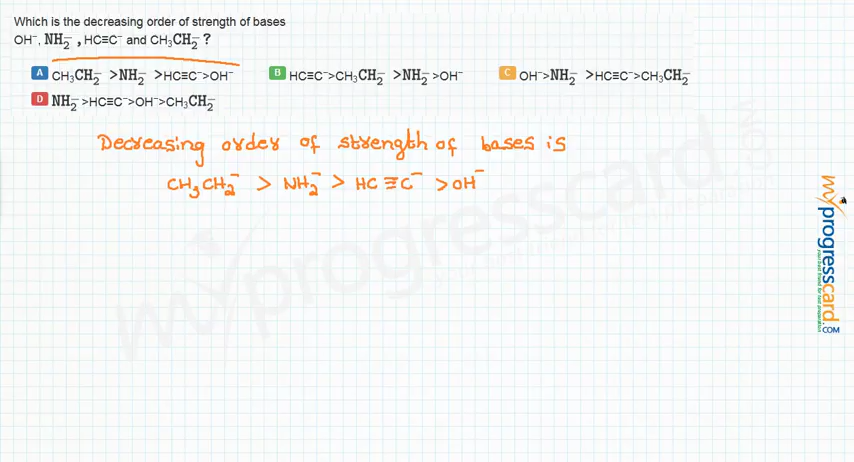 Which is the decreasing order of strength of bases
OH⁻, NH₂⁻ , HC≡C⁻ and CH₃CH₂⁻ ?
A CH₃CH₂⁻ >NH₂⁻ >HC≡C⁻>OH⁻ B HC≡C⁻>CH₃CH₂⁻ >NH₂⁻ >OH⁻ C OH⁻>NH₂⁻ >HC≡C⁻>CH₃CH₂⁻
D NH₂⁻ >HC≡C⁻>OH⁻>CH₃CH₂⁻
Decreasing order of strength of bases is
CH₃CH₂⁻ > NH₂⁻ > HC≡C⁻ > OH⁻
myprogresscard
myprogresscard
.COM